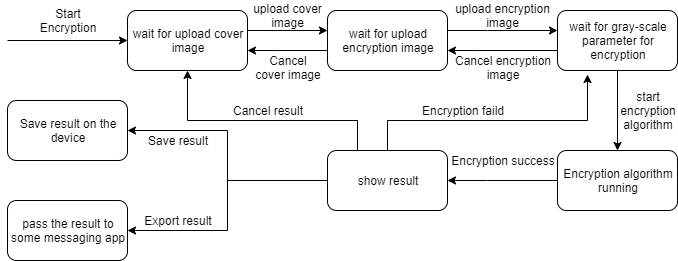 Start
Encryption
wait for upload cover
image
upload cover
image
Cancel
cover image
wait for upload
encryption image
upload encryption
image
Cancel encryption
image
wait for gray-scale
parameter for
encryption
start
encryption
algorithm
Cancel result
Encryption faild
Save result on the
device
Save result
show result
Encryption success
Encryption algorithm
running
pass the result to
some messaging app
Export result